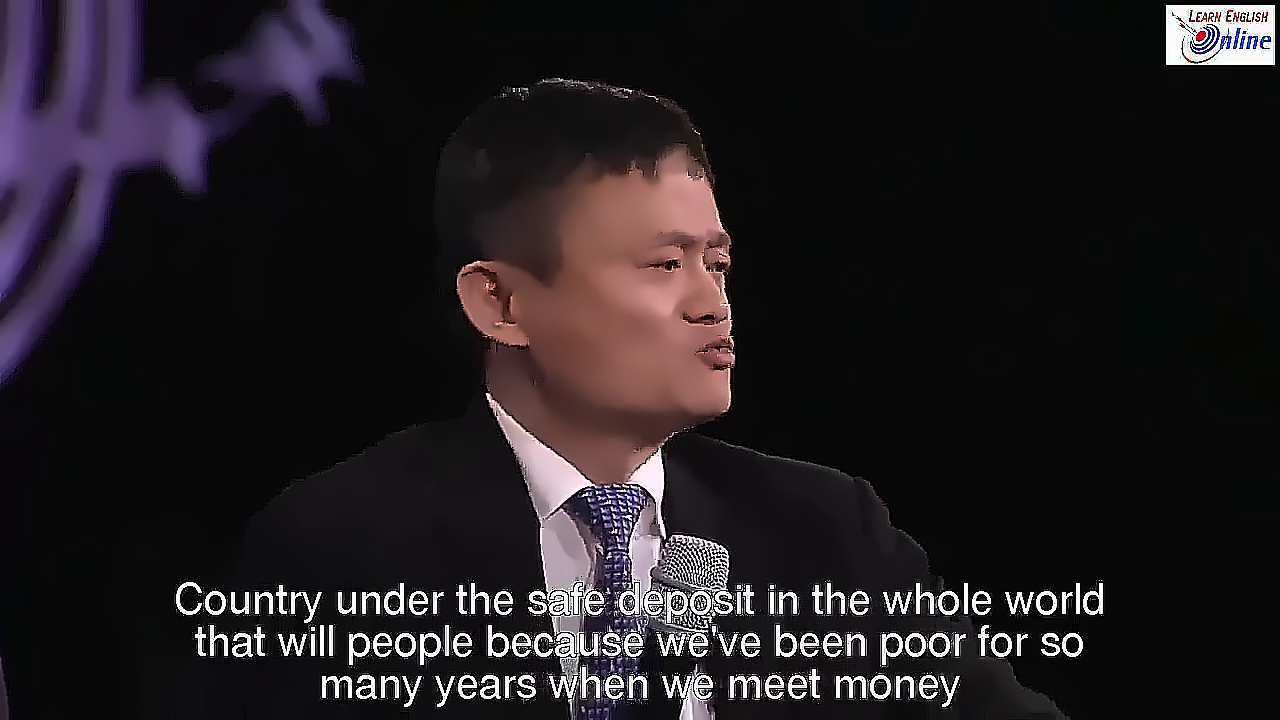 LEARN ENGLISH
Online
Country under the safe deposit in the whole world
that will people because we've been poor for so
many years when we meet money